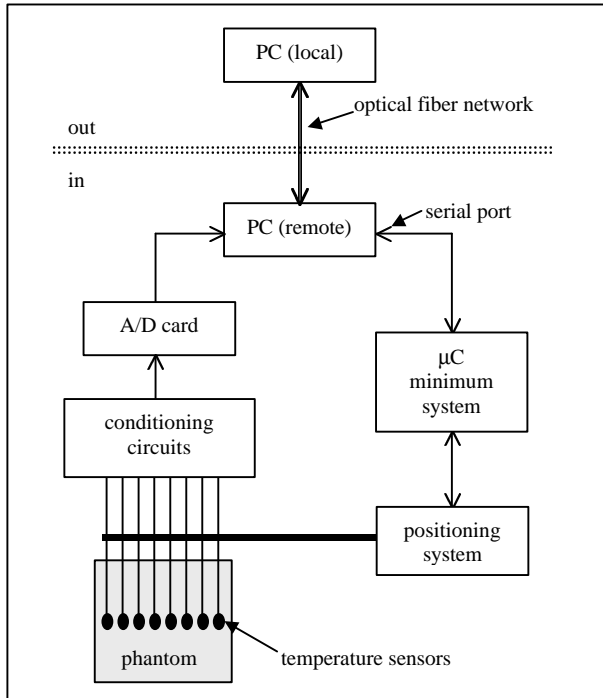 PC (local)
optical fiber network
out
in
serial port
PC (remote)
A/D card
μC
minimum
system
conditioning
circuits
positioning
system
phantom
temperature sensors